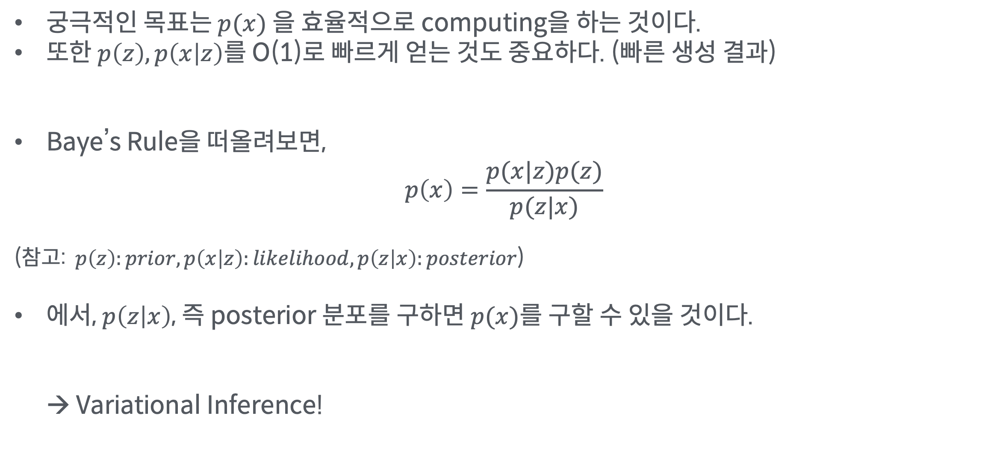 • 궁극적인 목표는 p(x) 을 효율적으로 computing을 하는 것이다.
• 또한 p(z), p(x|z)를 O(1)로 빠르게 얻는 것도 중요하다. (빠른 생성 결과)
• Baye’s Rule을 떠올려보면,
p(x) = p(x|z)p(z) / p(z|x)
(참고: p(z): prior, p(x|z): likelihood, p(z|x): posterior)
• 에서, p(z|x), 즉 posterior 분포를 구하면 p(x)를 구할 수 있을 것이다.
→ Variational Inference!